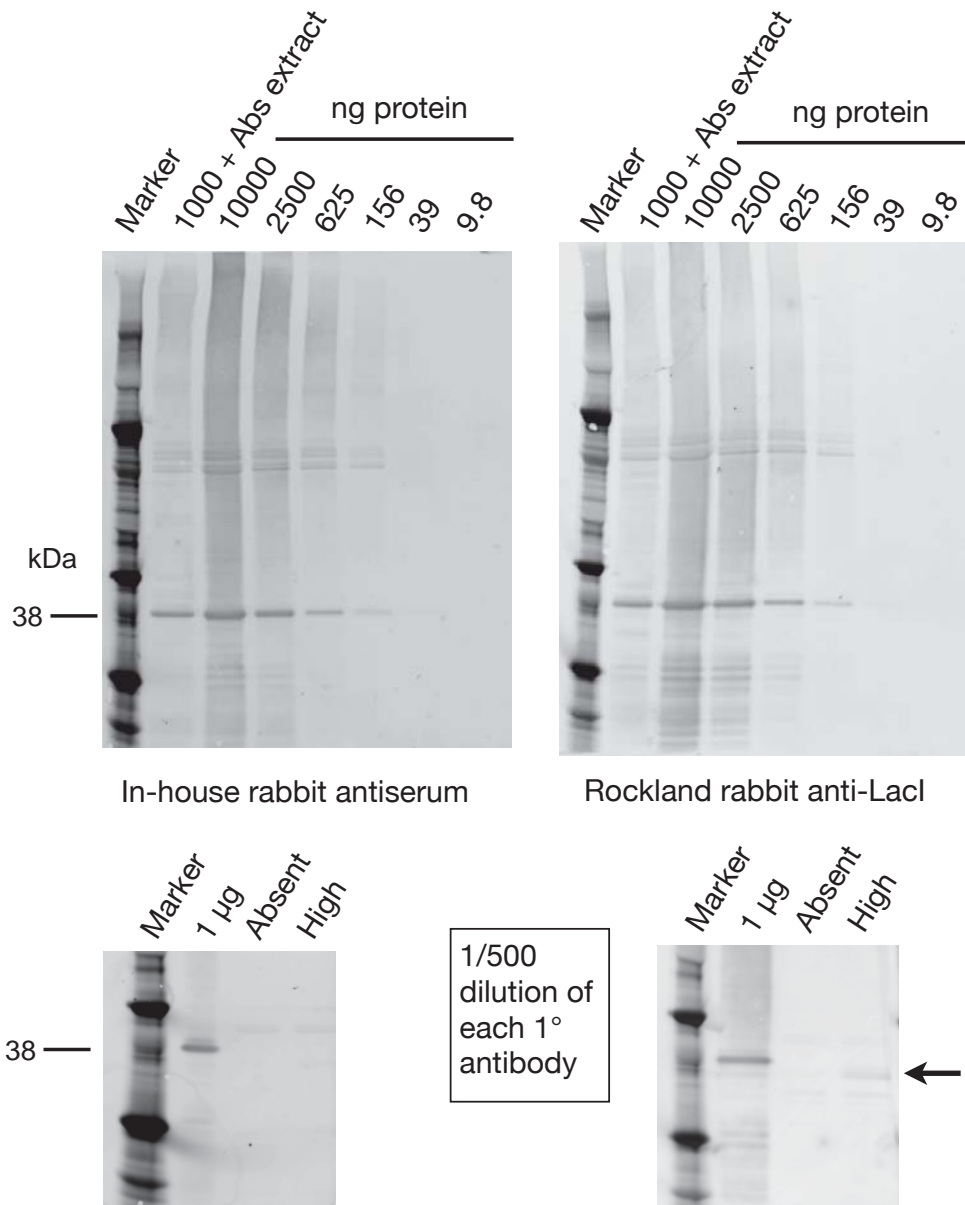 ng protein
Marker
1000 + Abs extract
10000
2500
625
156
39
9.8
ng protein
Marker
1000 + Abs extract
10000
2500
625
156
39
9.8
kDa
38
In-house rabbit antiserum
Rockland rabbit anti-LacI
Marker
1 µg
Absent
High
38
1/500
dilution of
each 1°
antibody
Marker
1 µg
Absent
High